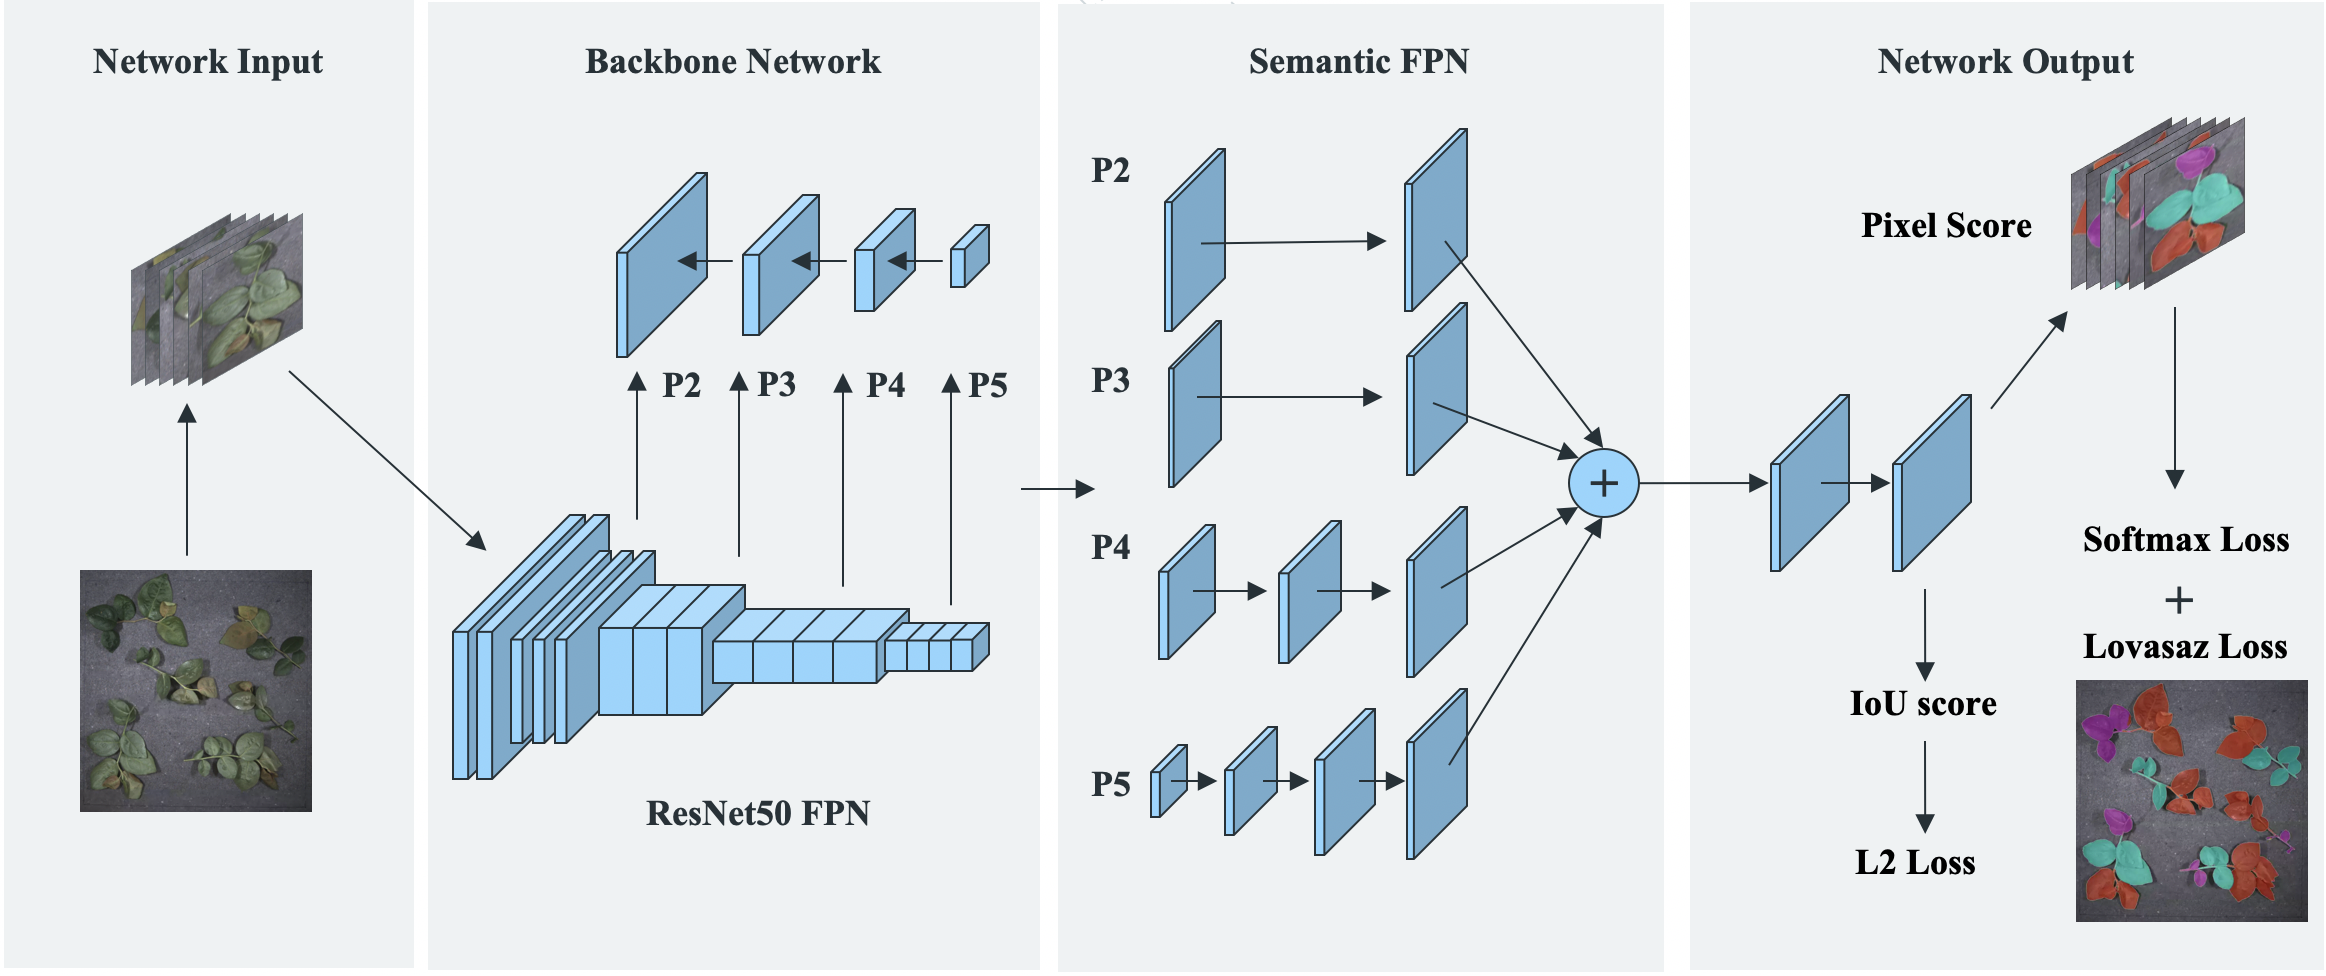 Network Input
Backbone Network
P2
P3
P4
P5
ResNet50 FPN
Semantic FPN
P2
P3
P4
P5
+
Network Output
Pixel Score
Softmax Loss
+
Lovasaz Loss
IoU score
L2 Loss